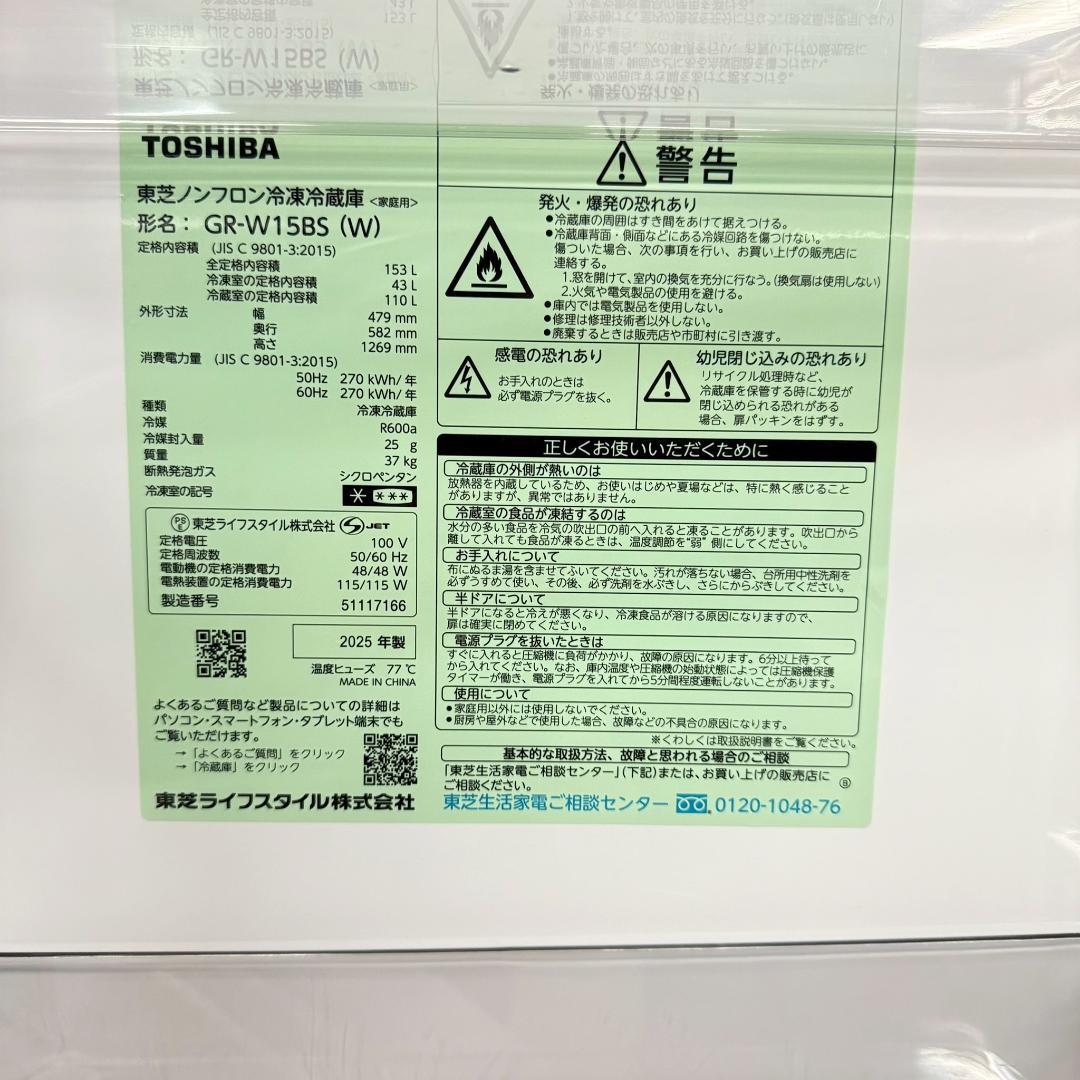 TOSHIBA
東芝ノンフロン冷凍冷蔵庫 <家庭用>
形名： GR-W15BS (W)
定格内容積 (JIS C 9801-3:2015)
全定格内容積 153 L
冷凍室の定格内容積 43 L
冷蔵室の定格内容積 110 L
外形寸法 幅 479 mm
奥行 582 mm
高さ 1269 mm
消費電力量 (JIS C 9801-3:2015)
50Hz 270 kWh/年
60Hz 270 kWh/年
種類 冷凍冷蔵庫
冷媒 R600a
冷媒封入量 25 g
質量 37 kg
断熱発泡ガス シクロペンタン
冷凍室の記号
PS E 東芝ライフスタイル株式会社 JET
定格電圧 100 V
定格周波数 50/60 Hz
電動機の定格消費電力 48/48 W
電熱装置の定格消費電力 115/115 W
製造番号 51117166
2025 年製
温度ヒューズ 77 ℃
MADE IN CHINA
よくあるご質問など製品についての詳細は
パソコン・スマートフォン・タブレット端末でも
ご覧いただけます。
→「よくあるご質問」をクリック
→「冷蔵庫」をクリック
東芝ライフスタイル株式会社
警告
発火・爆発の恐れあり
●冷蔵庫の周囲はすき間をあけて据えつける。
●冷蔵庫背面・側面などにある冷媒回路を傷つけない。
傷ついた場合、次の事項を行い、お買い上げの販売店に
連絡する。
1.窓を開けて、室内の換気を充分に行なう。(換気扇は使用しない)
2.火気や電気製品の使用を避ける。
●庫内では電気製品を使用しない。
●修理は修理技術者以外しない。
●廃棄するときは販売店や市町村に引き渡す。
感電の恐れあり
お手入れのときは
必ず電源プラグを抜く。
幼児閉じ込みの恐れあり
リサイクル処理時など、
冷蔵庫を保管する時に幼児が
閉じ込められる恐れがある
場合、扉パッキンをはずす。
正しくお使いいただくために
冷蔵庫の外側が熱いのは
放熱器を内蔵しているため、お使いはじめや夏場などは、特に熱く感じること
がありますが、異常ではありません。
冷蔵室の食品が凍結するのは
水分の多い食品を冷気の吹出口の前へ入れると凍ることがあります。吹出口から
離して入れても食品が凍るときは、温度調節を“弱” 側にしてください。
お手入れについて
布にぬるま湯を含ませてふいてください。汚れが落ちない場合、台所用中性洗剤を
必ずうすめて使い、その後、必ず洗剤を水ぶきし、さらにからぶきしてください。
半ドアについて
半ドアになると冷えが悪くなり、冷凍食品が溶ける原因になりますので、
扉は確実に閉めてください。
電源プラグを抜いたときは
すぐに入れると圧縮機に負荷がかかり、故障の原因になります。6分以上待って
から入れてください。なお、庫内温度や圧縮機の始動状態によっては圧縮機保護
タイマーが働き、電源プラグを入れてから5分間程度運転しないことがあります。
使用について
●家庭用以外には使用しないでください。
●厨房や屋外などで使用した場合、故障などの不具合の原因になります。
※くわしくは取扱説明書をご覧ください。
基本的な取扱方法、故障と思われる場合のご相談
「東芝生活家電ご相談センター」(下記)または、お買い上げの販売店に
ご相談ください。 Ⓑ
東芝生活家電ご相談センター 0120-1048-76